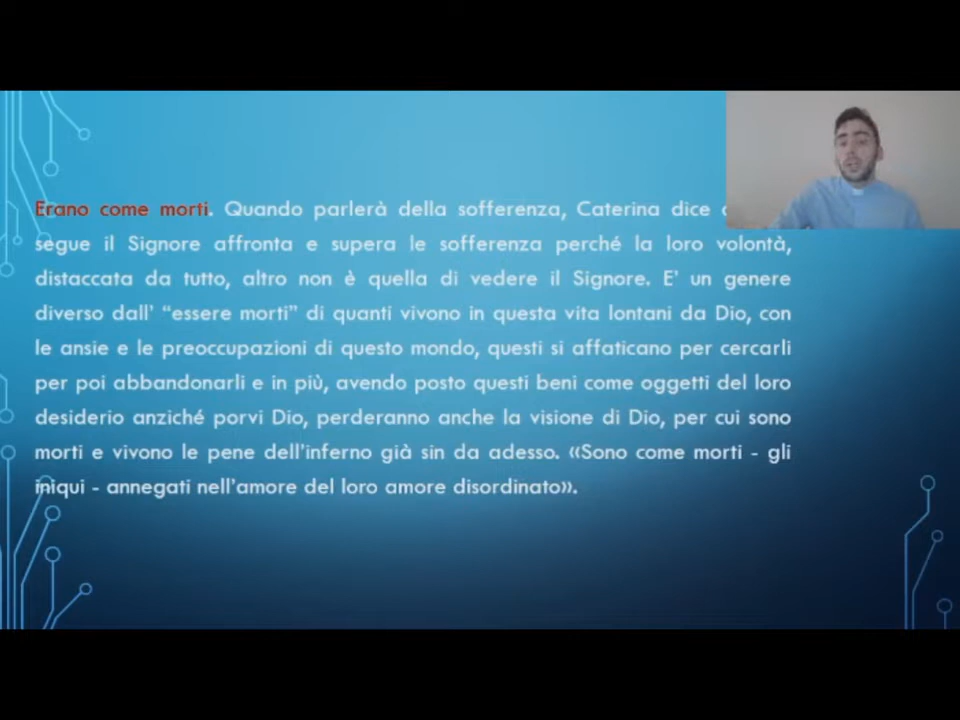 Erano come morti. Quando parlerà della sofferenza, Caterina dice
segue il Signore affronta e supera le sofferenze perché la loro volontà,
distaccata da tutto, altro non è quella di vedere il Signore. E' un genere
diverso dall' “essere morti” di quanti vivono in questa vita lontani da Dio, con
le ansie e le preoccupazioni di questo mondo, questi si affaticano per cercarli
per poi abbandonarli e in più, avendo posto questi beni come oggetti del loro
desiderio anziché porvi Dio, perderanno anche la visione di Dio, per cui sono
morti e vivono le pene dell'inferno già sin da adesso. «Sono come morti - gli
iniqui - annegati nell'amore del loro amore disordinato».